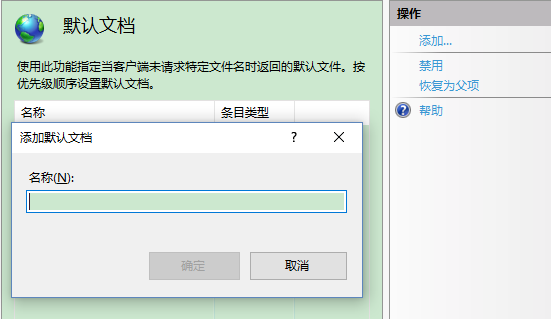 默认文档
使用此功能指定当客户端未请求特定文件名时返回的默认文件。按
优先级顺序设置默认文档。
名称
条目类型
添加默认文档
?
名称(N):
确定
取消
操作
添加...
禁用
恢复为父项
帮助